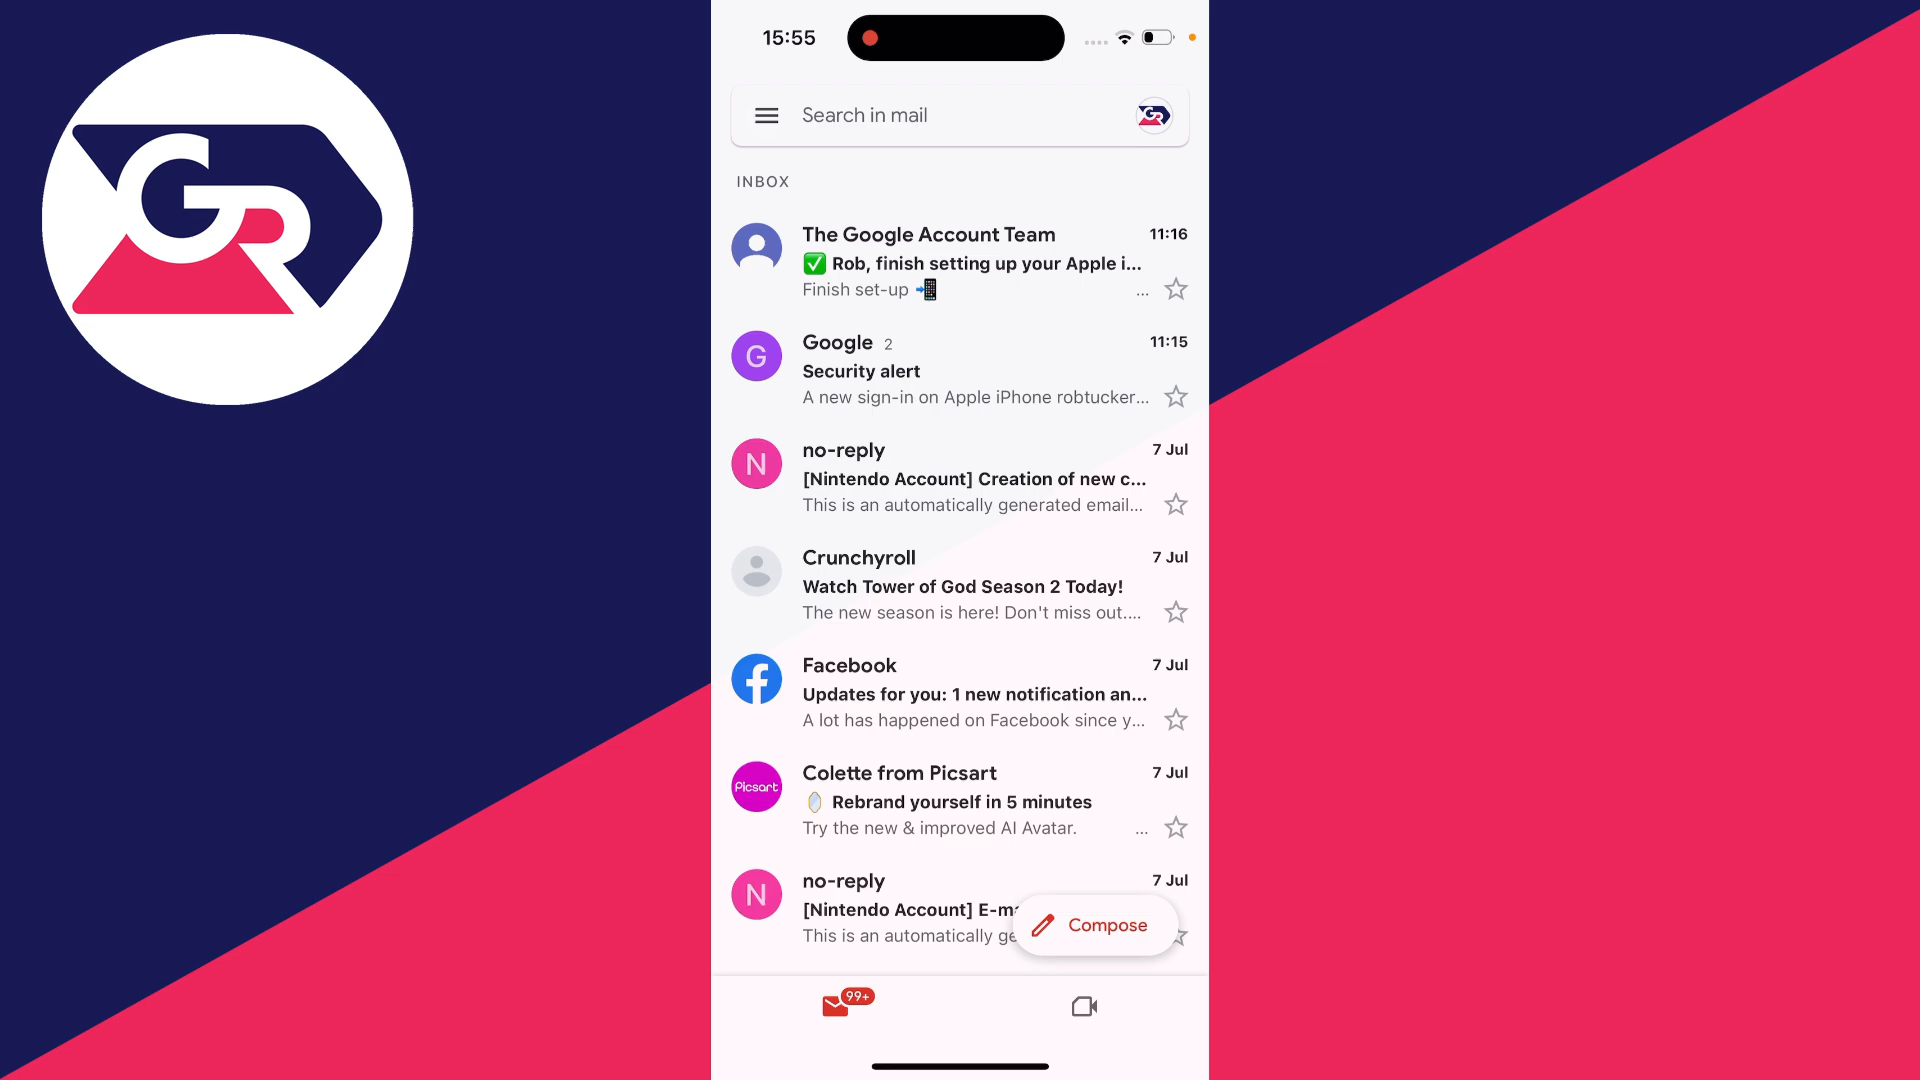 GR
15:55
Search in mail
GR
INBOX
The Google Account Team 11:16
✅ Rob, finish setting up your Apple i...
Finish set-up 📲 ...
G
Google 2 11:15
Security alert
A new sign-in on Apple iPhone robtucker...
N
no-reply 7 Jul
[Nintendo Account] Creation of new c...
This is an automatically generated email...
Crunchyroll 7 Jul
Watch Tower of God Season 2 Today!
The new season is here! Don't miss out....
f
Facebook 7 Jul
Updates for you: 1 new notification an...
A lot has happened on Facebook since y...
Picsart
Colette from Picsart 7 Jul
🪞 Rebrand yourself in 5 minutes
Try the new & improved AI Avatar. ...
N
no-reply 7 Jul
[Nintendo Account]
This is an automatically
Compose
99+